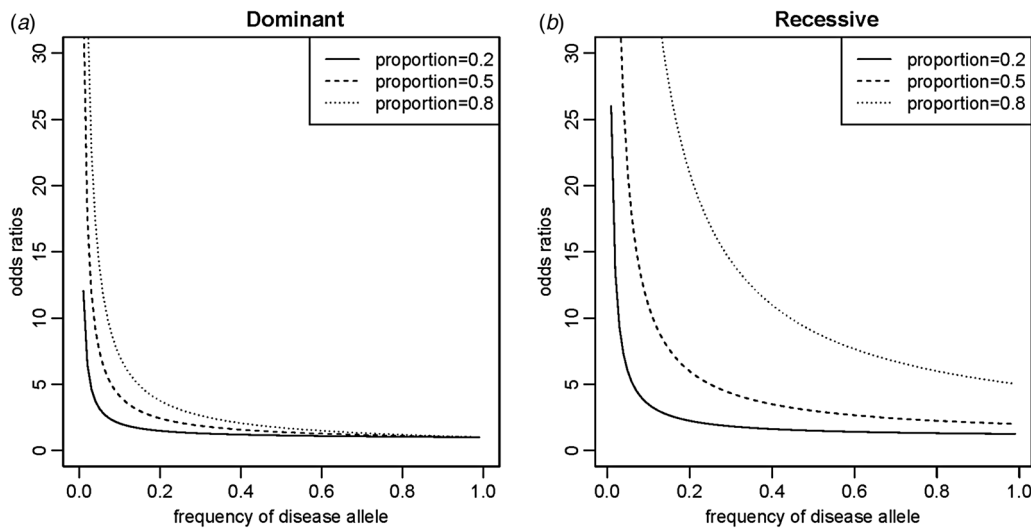 (a)
Dominant
proportion=0.2
proportion=0.5
proportion=0.8
odds ratios
30
25
20
15
10
5
0
0.0 0.2 0.4 0.6 0.8 1.0
frequency of disease allele
(b)
Recessive
proportion=0.2
proportion=0.5
proportion=0.8
odds ratios
30
25
20
15
10
5
0
0.0 0.2 0.4 0.6 0.8 1.0
frequency of disease allele